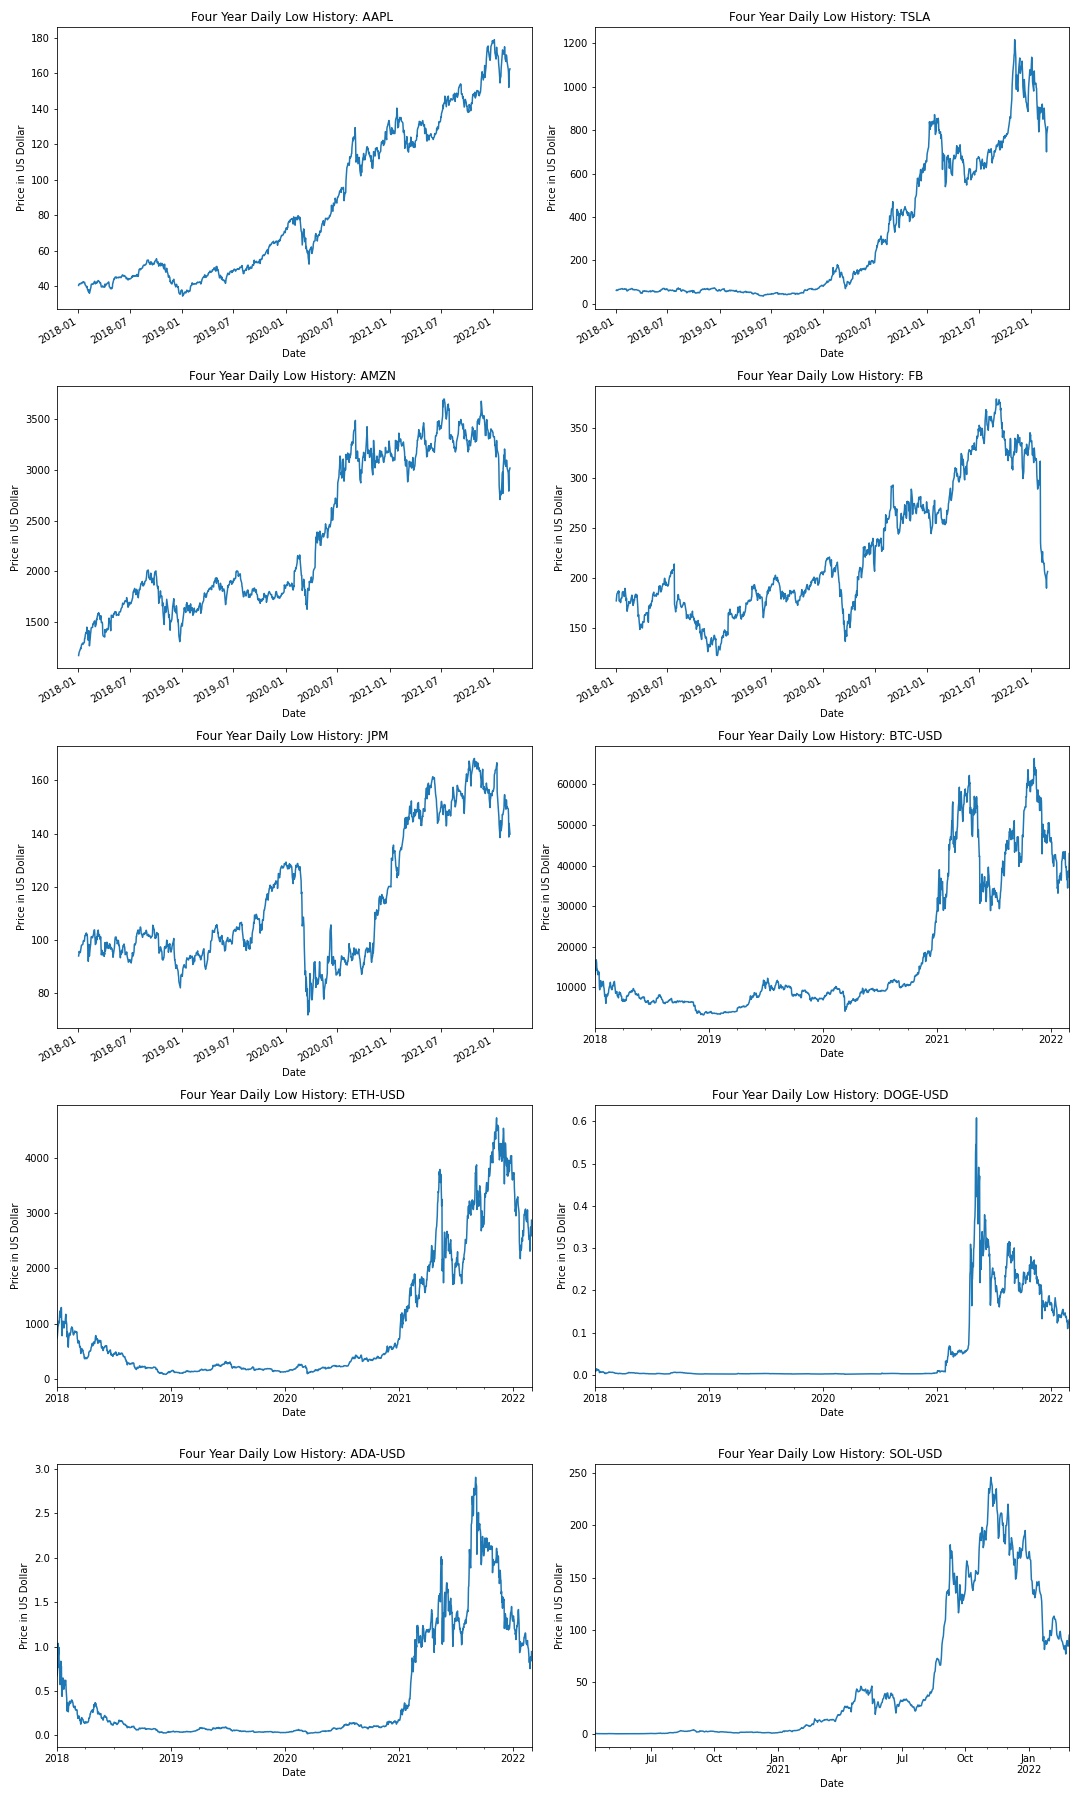 Four Year Daily Low History: AAPL
Price in US Dollar
180
160
140
120
100
80
60
40
2018-01 2018-07 2019-01 2019-07 2020-01 2020-07 2021-01 2021-07 2022-01
Date
Four Year Daily Low History: TSLA
Price in US Dollar
1200
1000
800
600
400
200
0
2018-01 2018-07 2019-01 2019-07 2020-01 2020-07 2021-01 2021-07 2022-01
Date
Four Year Daily Low History: AMZN
Price in US Dollar
3500
3000
2500
2000
1500
2018-01 2018-07 2019-01 2019-07 2020-01 2020-07 2021-01 2021-07 2022-01
Date
Four Year Daily Low History: FB
Price in US Dollar
350
300
250
200
150
2018-01 2018-07 2019-01 2019-07 2020-01 2020-07 2021-01 2021-07 2022-01
Date
Four Year Daily Low History: JPM
Price in US Dollar
160
140
120
100
80
2018-01 2018-07 2019-01 2019-07 2020-01 2020-07 2021-01 2021-07 2022-01
Date
Four Year Daily Low History: BTC-USD
Price in US Dollar
60000
50000
40000
30000
20000
10000
2018 2019 2020 2021 2022
Date
Four Year Daily Low History: ETH-USD
Price in US Dollar
4000
3000
2000
1000
0
2018 2019 2020 2021 2022
Date
Four Year Daily Low History: DOGE-USD
Price in US Dollar
0.6
0.5
0.4
0.3
0.2
0.1
0.0
2018 2019 2020 2021 2022
Date
Four Year Daily Low History: ADA-USD
Price in US Dollar
3.0
2.5
2.0
1.5
1.0
0.5
0.0
2018 2019 2020 2021 2022
Date
Four Year Daily Low History: SOL-USD
Price in US Dollar
250
200
150
100
50
0
Jul Oct Jan Apr Jul Oct Jan
2021 2022
Date